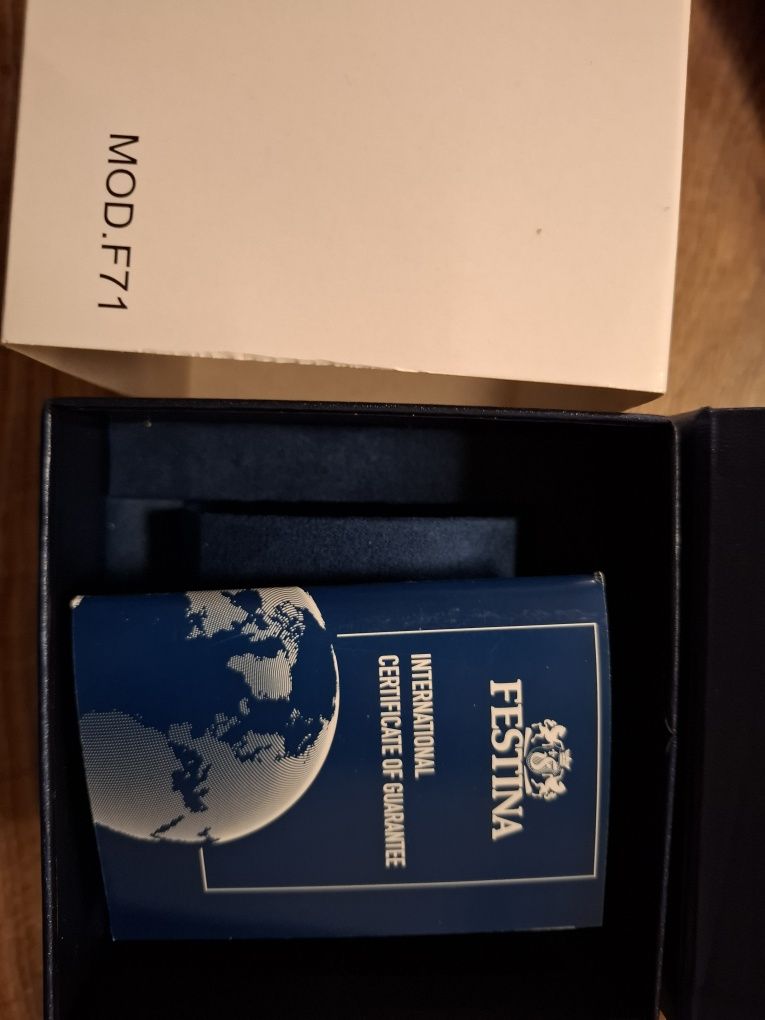 MOD.F71
FESTINA
INTERNATIONAL
CERTIFICATE OF GUARANTEE